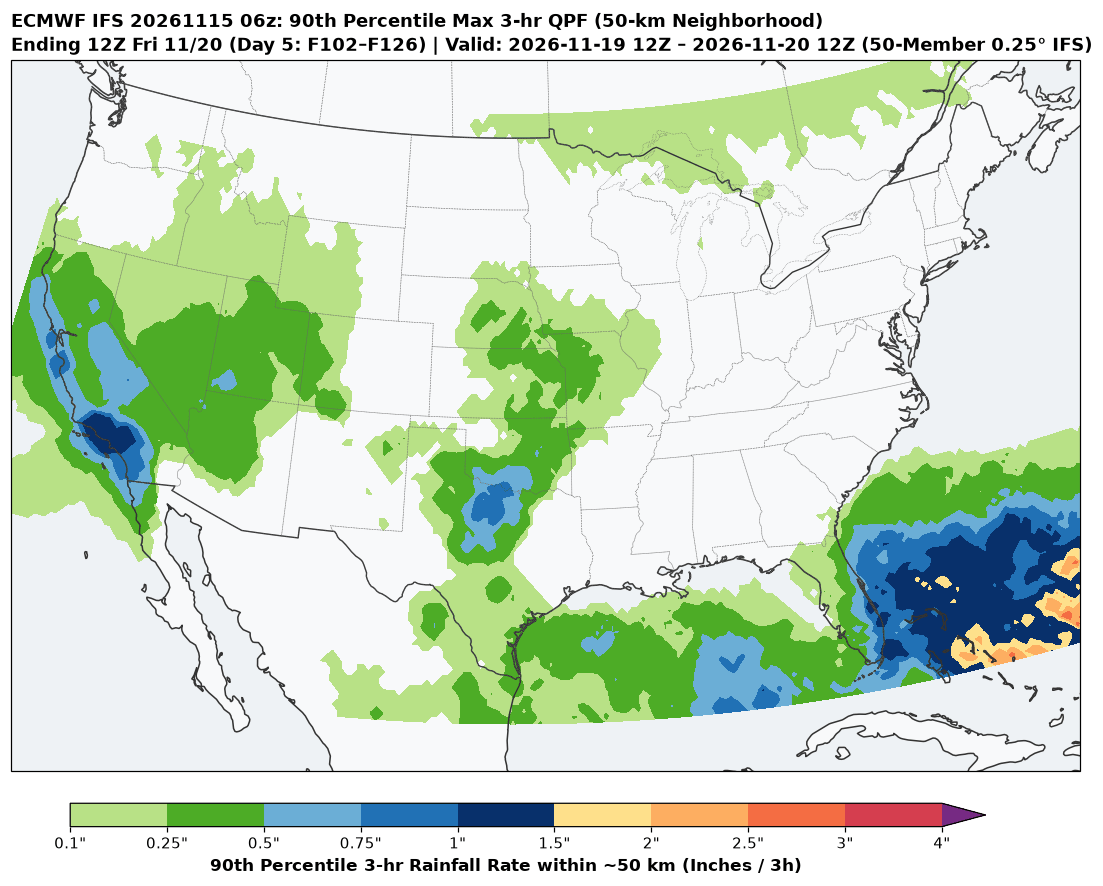 ECMWF IFS 20261115 06z: 90th Percentile Max 3-hr QPF (50-km Neighborhood)
Ending 12Z Fri 11/20 (Day 5: F102–F126) | Valid: 2026-11-19 12Z – 2026-11-20 12Z (50-Member 0.25° IFS)
0.1" 0.25" 0.5" 0.75" 1" 1.5" 2" 2.5" 3" 4"
90th Percentile 3-hr Rainfall Rate within ~50 km (Inches / 3h)